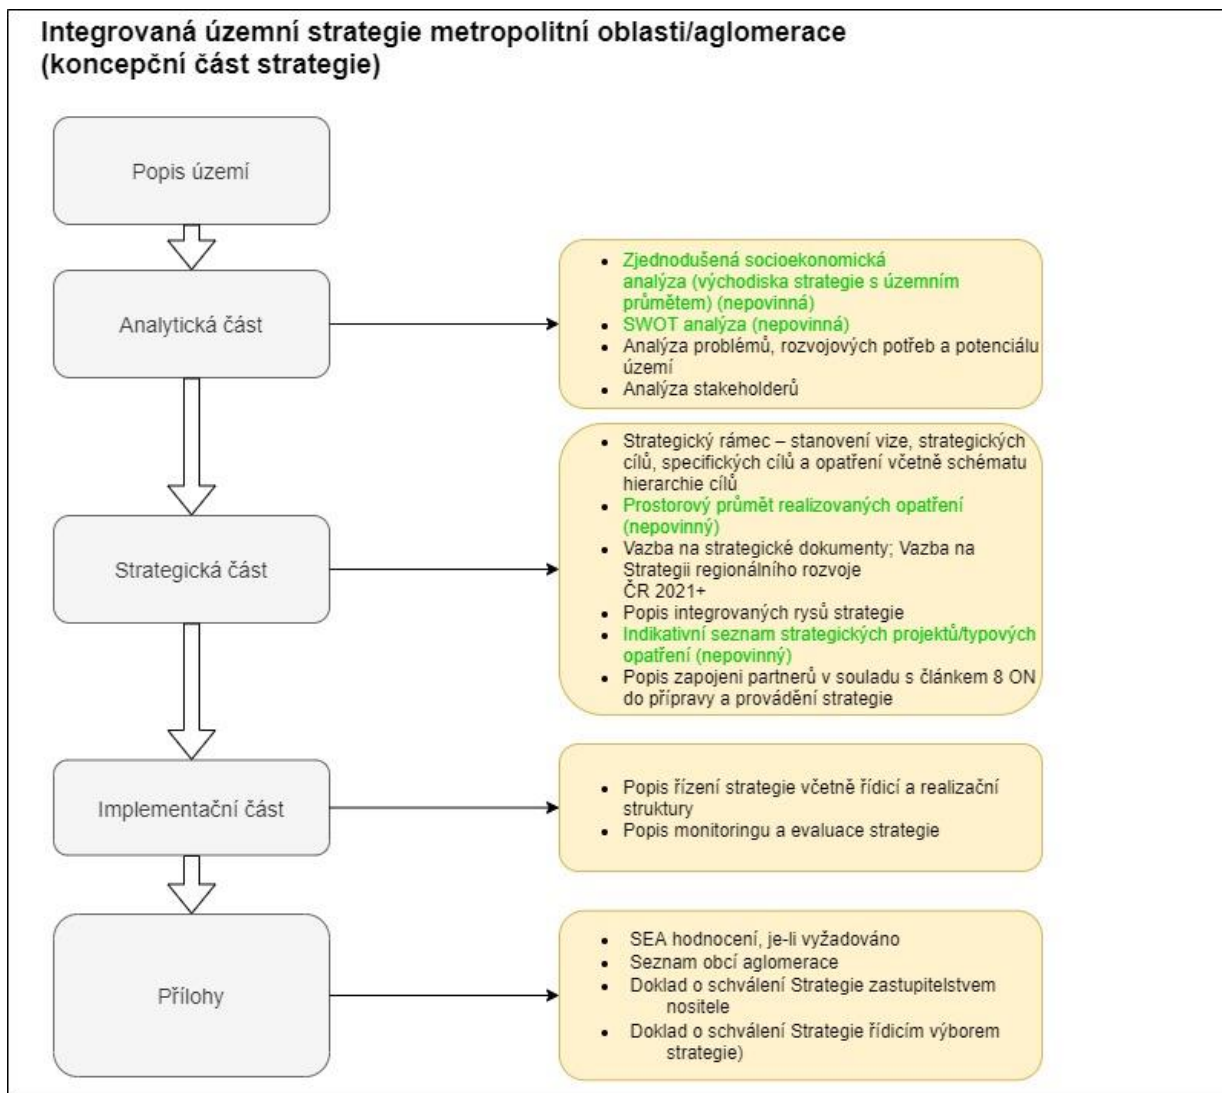 Integrovaná územní strategie metropolitní oblasti/aglomerace
(koncepční část strategie)
Popis území
Analytická část
• Zjednodušená socioekonomická
analýza (východiska strategie s územním
průmětem) (nepovinná)
• SWOT analýza (nepovinná)
• Analýza problémů, rozvojových potřeb a potenciálu
území
• Analýza stakeholderů
Strategická část
• Strategický rámec – stanovení vize, strategických
cílů, specifických cílů a opatření včetně schématu
hierarchie cílů
• Prostorový průmět realizovaných opatření
(nepovinný)
• Vazba na strategické dokumenty; Vazba na
Strategii regionálního rozvoje
ČR 2021+
• Popis integrovaných rysů strategie
• Indikativní seznam strategických projektů/typových
opatření (nepovinný)
• Popis zapojeni partnerů v souladu s článkem 8 ON
do přípravy a provádění strategie
Implementační část
• Popis řízení strategie včetně řídicí a realizační
struktury
• Popis monitoringu a evaluace strategie
Přílohy
• SEA hodnocení, je-li vyžadováno
• Seznam obcí aglomerace
• Doklad o schválení Strategie zastupitelstvem
nositele
• Doklad o schválení Strategie řídicím výborem
strategie)